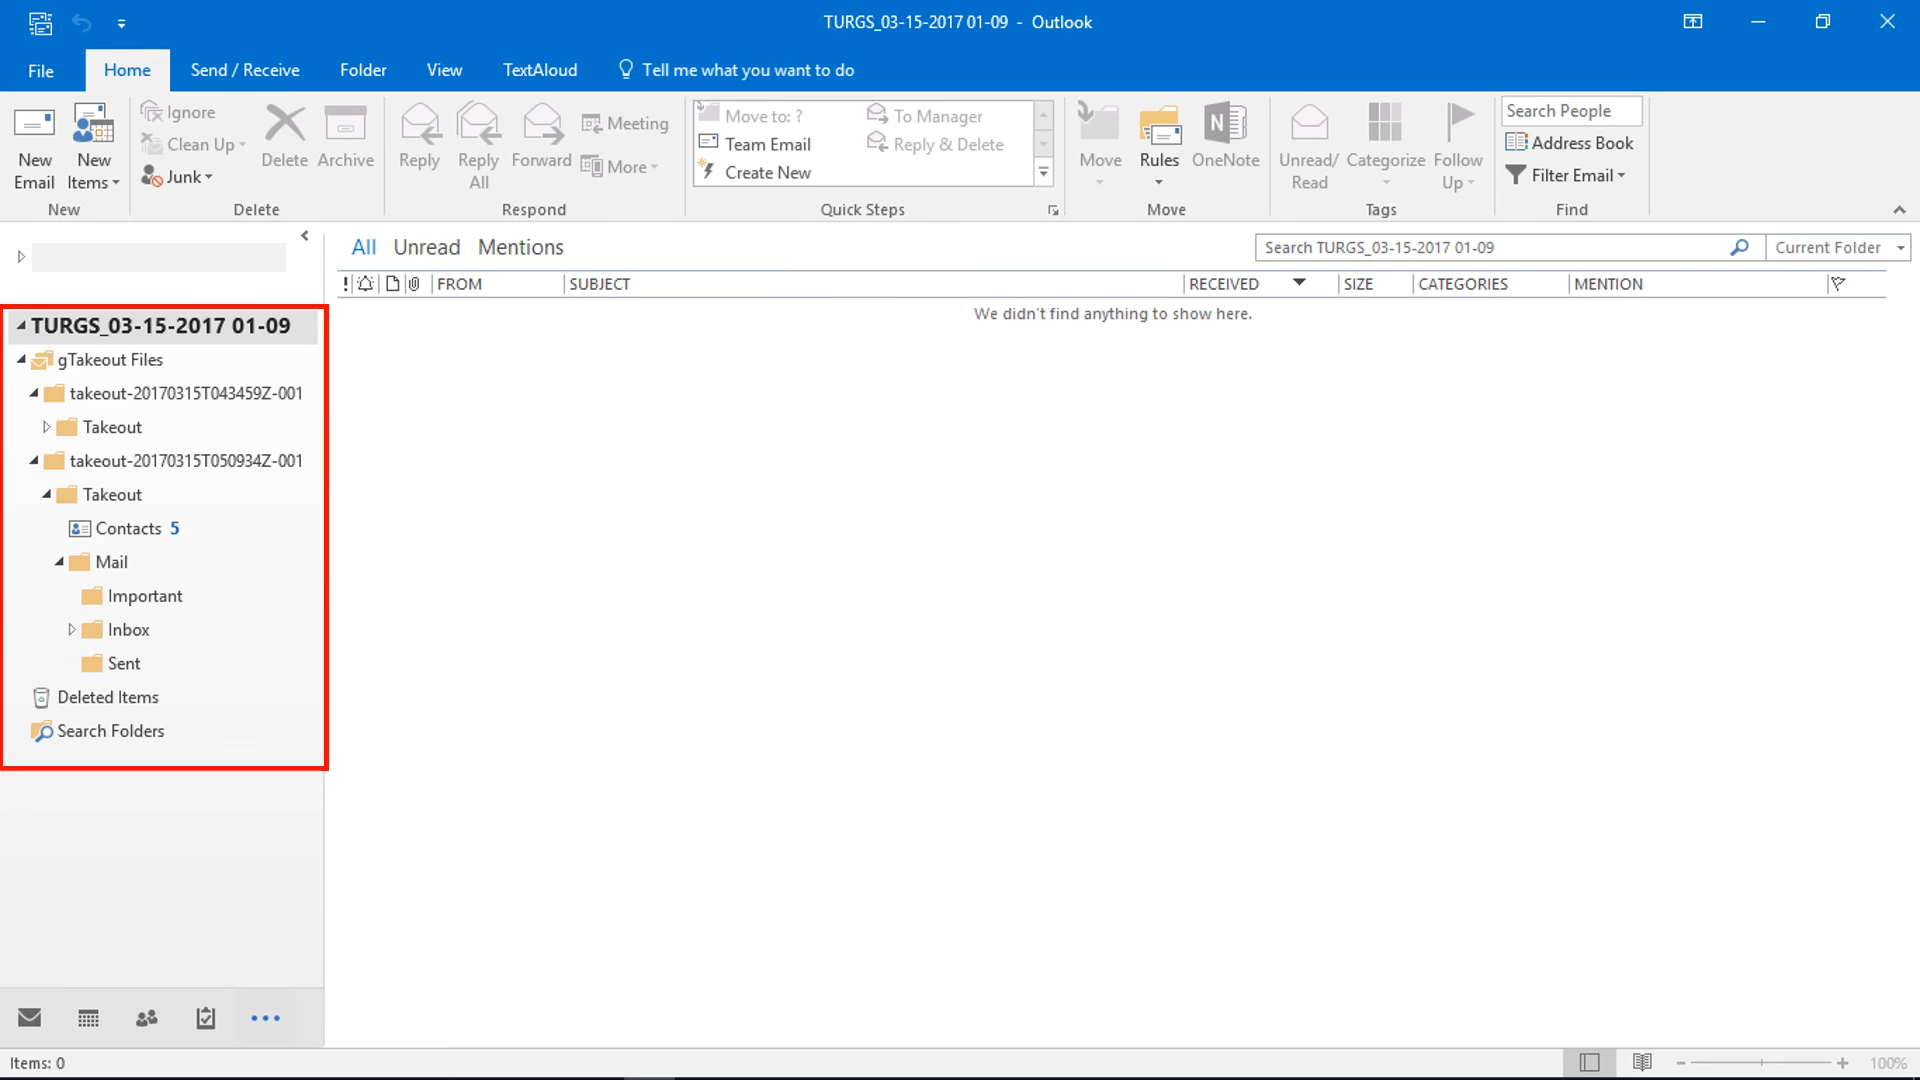 TURGS_03-15-2017 01-09 - Outlook
File Home Send / Receive Folder View TextAloud Tell me what you want to do
New Email
New Items
New
Ignore
Clean Up
Junk
Delete
Archive
Delete
Reply
Reply All
Forward
Meeting
More
Respond
Move to: ?
Team Email
Create New
To Manager
Reply & Delete
Quick Steps
Move
Rules
OneNote
Move
Unread/ Read
Categorize
Follow Up
Tags
Search People
Address Book
Filter Email
Find
All Unread Mentions
Search TURGS_03-15-2017 01-09
Current Folder
! FROM SUBJECT RECEIVED SIZE CATEGORIES MENTION
We didn't find anything to show here.
TURGS_03-15-2017 01-09
gTakeout Files
takeout-20170315T043459Z-001
Takeout
takeout-20170315T050934Z-001
Takeout
Contacts 5
Mail
Important
Inbox
Sent
Deleted Items
Search Folders
Items: 0
100%